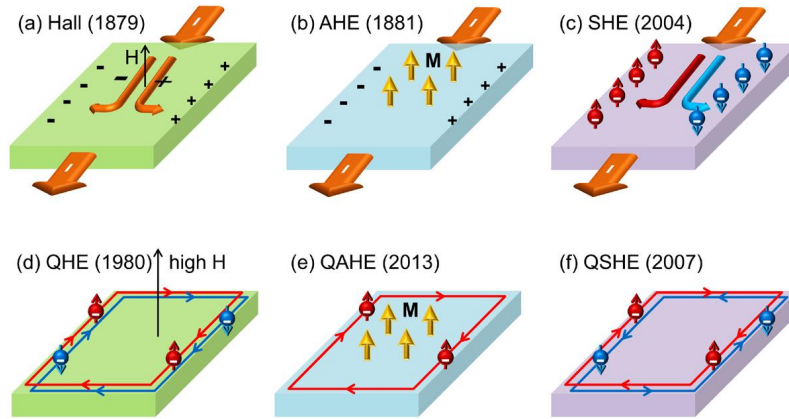 (a) Hall (1879)
H
(b) AHE (1881)
M
(c) SHE (2004)
(d) QHE (1980)
high H
(e) QAHE (2013)
M
(f) QSHE (2007)